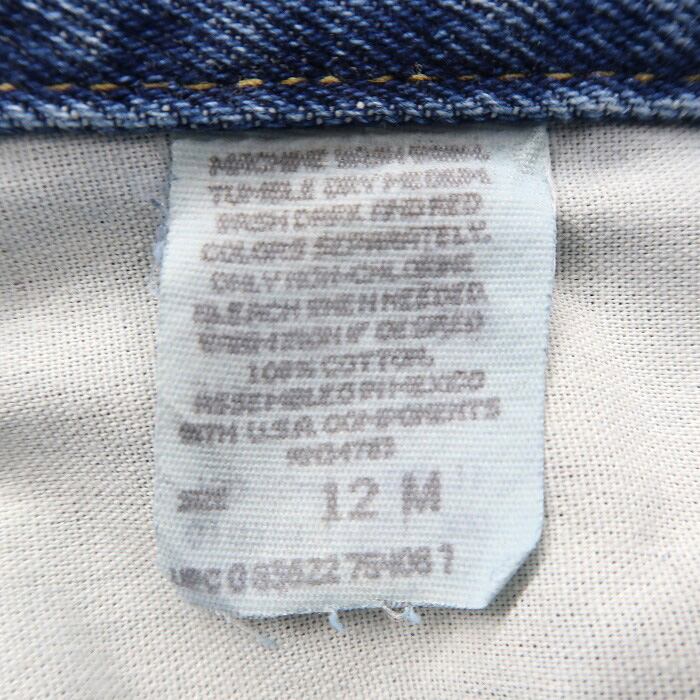 MACHINE WASH WARM.
TUMBLE DRY MEDIUM.
WASH DARK AND RED
COLORS SEPARATELY.
ONLY NON-CHLORINE
BLEACH WHEN NEEDED.
WARM IRON IF DESIRED
100% COTTON.
ASSEMBLED IN MEXICO
WITH U.S.A. COMPONENTS
RN34783
SIZE 12 M